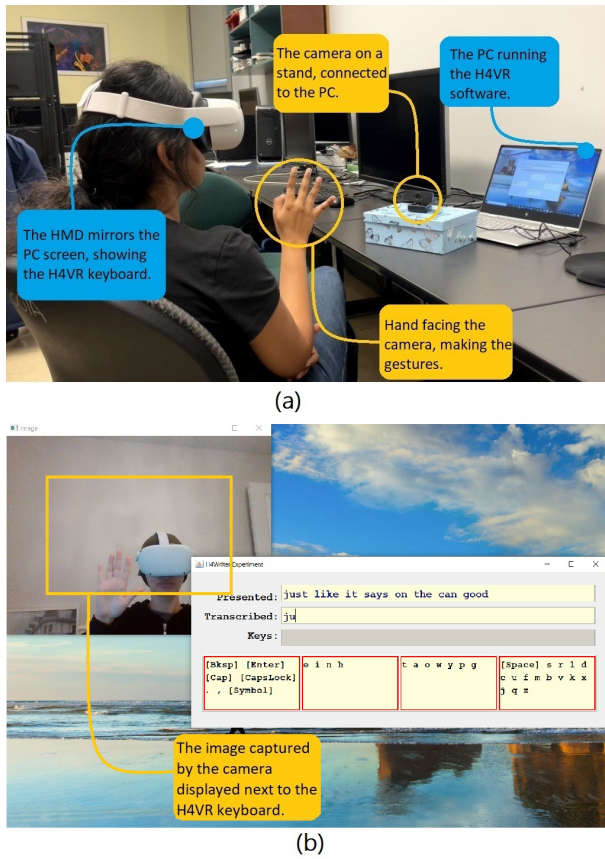 The camera on a
stand, connected
to the PC.
The PC running
the H4VR
software.
The HMD mirrors the
PC screen, showing
the H4VR keyboard.
Hand facing the
camera, making the
gestures.
(a)
Image
H4Writer Experiment
Presented: just like it says on the can good
Transcribed: ju
Keys:
[Bksp] [Enter]
[Cap] [CapsLock]
. , [Symbol]
e i n h
t a o w y p g
[Space] s r l d
c u f m b v k x
j q z
The image captured
by the camera
displayed next to the
H4VR keyboard.
(b)